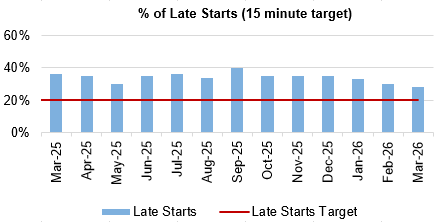 % of Late Starts (15 minute target)
60%
40%
20%
0%
Mar-25
Apr-25
May-25
Jun-25
Jul-25
Aug-25
Sep-25
Oct-25
Nov-25
Dec-25
Jan-26
Feb-26
Mar-26
Late Starts
Late Starts Target